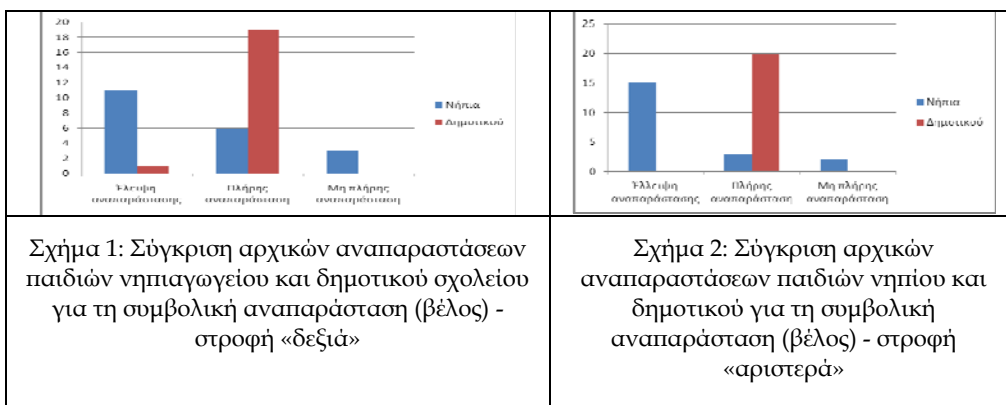 20
18
16
14
12
10
8
6
4
2
0
Έλλειψη αναπαράστασης
Πλήρης αναπαράσταση
Μη πλήρης αναπαράσταση
Νήπια
Δημοτικού
25
20
15
10
5
0
Έλλειψη αναπαράστασης
Πλήρης αναπαράσταση
Μη πλήρης αναπαράσταση
Νήπια
Δημοτικού
Σχήμα 1: Σύγκριση αρχικών αναπαραστάσεων
παιδιών νηπιαγωγείου και δημοτικού σχολείου
για τη συμβολική αναπαράσταση (βέλος) -
στροφή «δεξιά»
Σχήμα 2: Σύγκριση αρχικών
αναπαραστάσεων παιδιών νηπίου και
δημοτικού για τη συμβολική
αναπαράσταση (βέλος) - στροφή
«αριστερά»